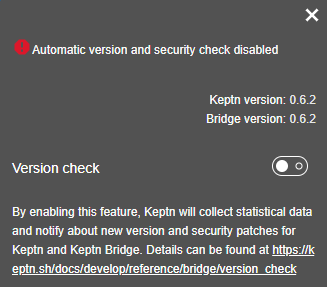 Automatic version and security check disabled
Keptn version: 0.6.2
Bridge version: 0.6.2
Version check
By enabling this feature, Keptn will collect statistical data
and notify about new version and security patches for
Keptn and Keptn Bridge. Details can be found at https://k
eptn.sh/docs/develop/reference/bridge/version_check